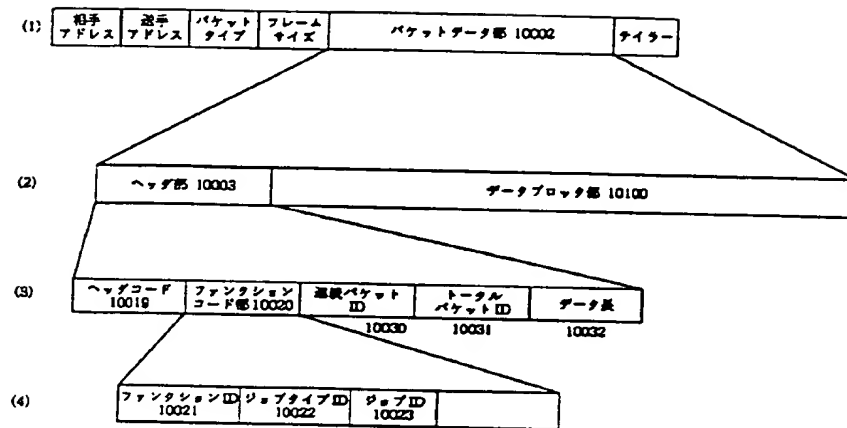 (1)
相手
アドレス
送手
アドレス
パケット
タイプ
フレーム
サイズ
パケットデータ部 10002
テイラー
(2)
ヘッダ部 10003
データブロック部 10100
(3)
ヘッダコード
10019
ファンクション
コード部10020
連続パケット
ID
10030
トータル
パケットID
10031
データ長
10032
(4)
ファンクションID
10021
ジョブタイプID
10022
ジョブID
10023